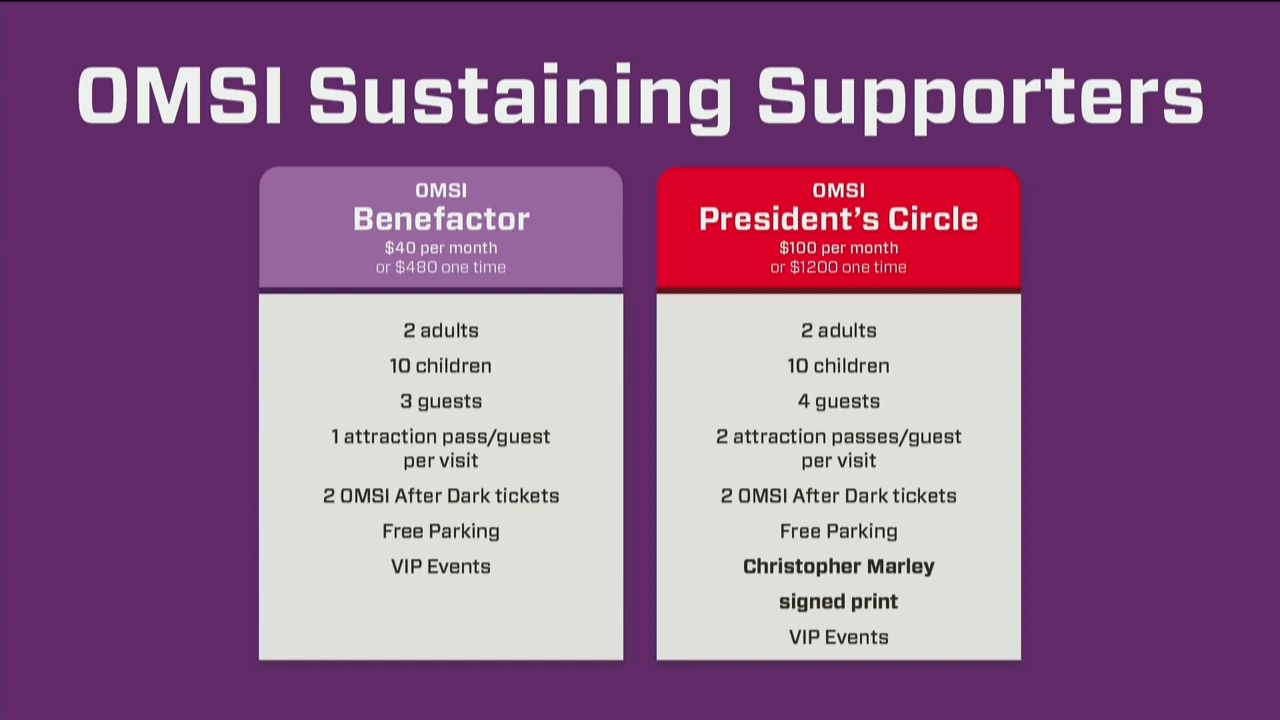 OMSI Sustaining Supporters
OMSI
Benefactor
$40 per month
or $480 one time
2 adults
10 children
3 guests
1 attraction pass/guest
per visit
2 OMSI After Dark tickets
Free Parking
VIP Events
OMSI
President’s Circle
$100 per month
or $1200 one time
2 adults
10 children
4 guests
2 attraction passes/guest
per visit
2 OMSI After Dark tickets
Free Parking
Christopher Marley
signed print
VIP Events